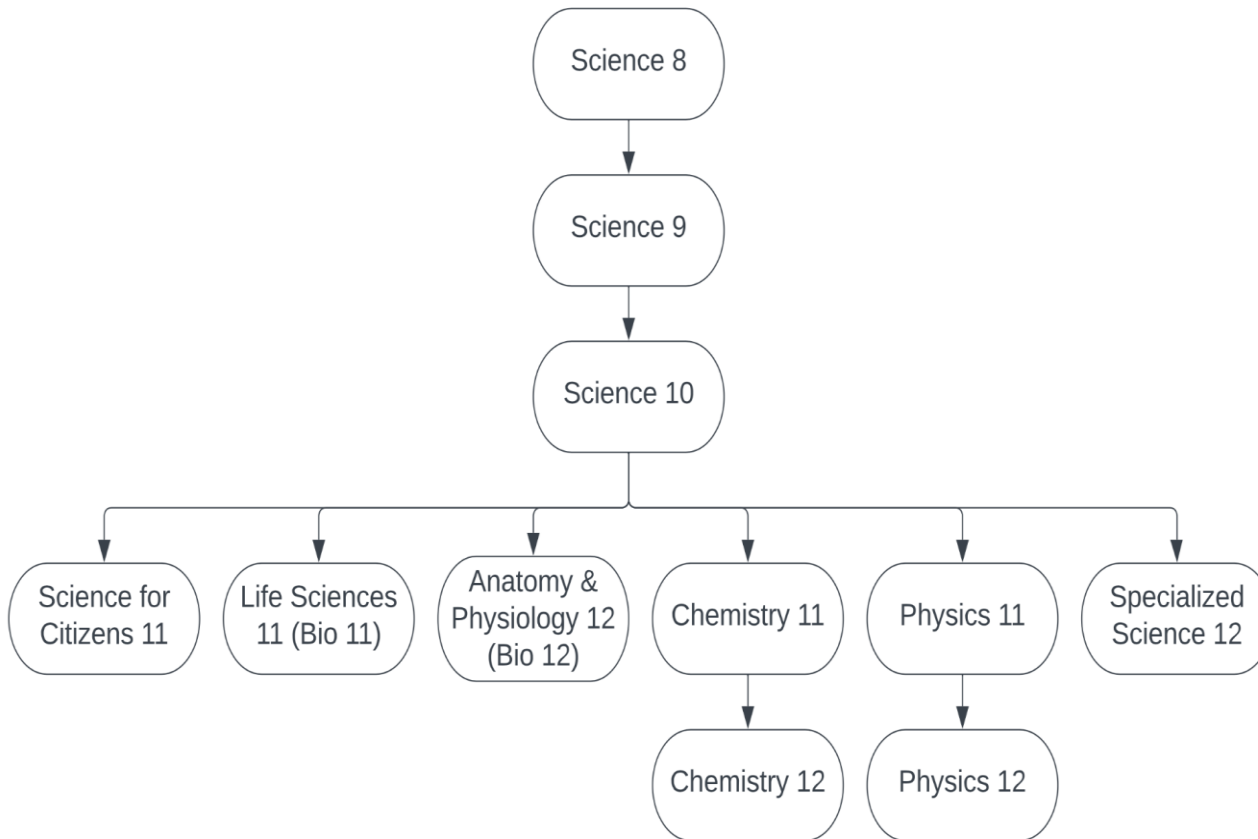 Science 8
Science 9
Science 10
Science for
Citizens 11
Life Sciences
11 (Bio 11)
Anatomy &
Physiology 12
(Bio 12)
Chemistry 11
Physics 11
Specialized
Science 12
Chemistry 12
Physics 12